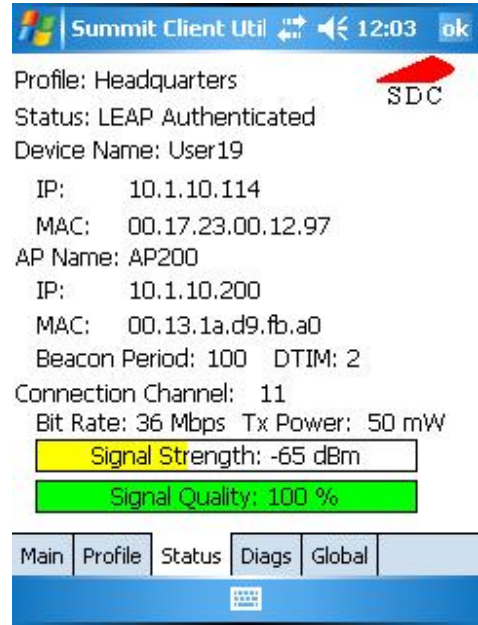 Summit Client Util 12:03 ok
Profile: Headquarters
SDC
Status: LEAP Authenticated
Device Name: User19
IP: 10.1.10.114
MAC: 00.17.23.00.12.97
AP Name: AP200
IP: 10.1.10.200
MAC: 00.13.1a.d9.fb.a0
Beacon Period: 100 DTIM: 2
Connection Channel: 11
Bit Rate: 36 Mbps Tx Power: 50 mW
Signal Strength: -65 dBm
Signal Quality: 100 %
Main Profile Status Diags Global